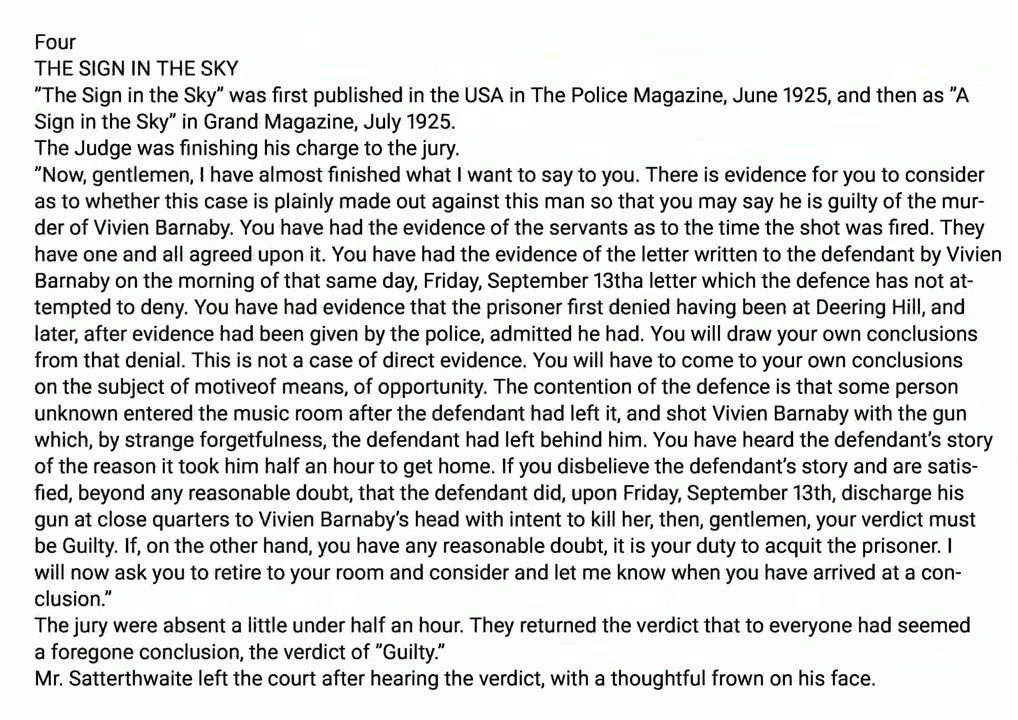 Four
THE SIGN IN THE SKY
"The Sign in the Sky" was first published in the USA in The Police Magazine, June 1925, and then as "A
Sign in the Sky" in Grand Magazine, July 1925.
The Judge was finishing his charge to the jury.
"Now, gentlemen, I have almost finished what I want to say to you. There is evidence for you to consider
as to whether this case is plainly made out against this man so that you may say he is guilty of the mur-
der of Vivien Barnaby. You have had the evidence of the servants as to the time the shot was fired. They
have one and all agreed upon it. You have had the evidence of the letter written to the defendant by Vivien
Barnaby on the morning of that same day, Friday, September 13tha letter which the defence has not at-
tempted to deny. You have had evidence that the prisoner first denied having been at Deering Hill, and
later, after evidence had been given by the police, admitted he had. You will draw your own conclusions
from that denial. This is not a case of direct evidence. You will have to come to your own conclusions
on the subject of motiveof means, of opportunity. The contention of the defence is that some person
unknown entered the music room after the defendant had left it, and shot Vivien Barnaby with the gun
which, by strange forgetfulness, the defendant had left behind him. You have heard the defendant's story
of the reason it took him half an hour to get home. If you disbelieve the defendant's story and are satis-
fied, beyond any reasonable doubt, that the defendant did, upon Friday, September 13th, discharge his
gun at close quarters to Vivien Barnaby's head with intent to kill her, then, gentlemen, your verdict must
be Guilty. If, on the other hand, you have any reasonable doubt, it is your duty to acquit the prisoner. I
will now ask you to retire to your room and consider and let me know when you have arrived at a con-
clusion."
The jury were absent a little under half an hour. They returned the verdict that to everyone had seemed
a foregone conclusion, the verdict of "Guilty."
Mr. Satterthwaite left the court after hearing the verdict, with a thoughtful frown on his face.